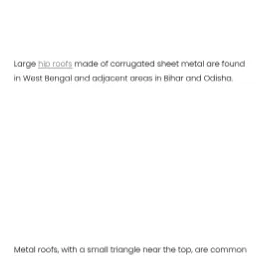 Large hip roofs made of corrugated sheet metal are found
in West Bengal and adjacent areas in Bihar and Odisha.
Metal roofs, with a small triangle near the top, are common